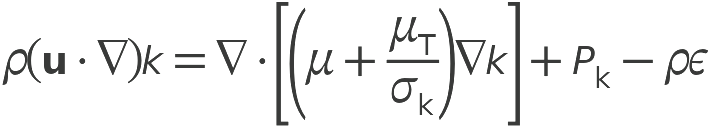 ρ(𝐮 · ∇)k = ∇ · [(μ + μ_T/σ_k)∇k] + P_k − ρϵ